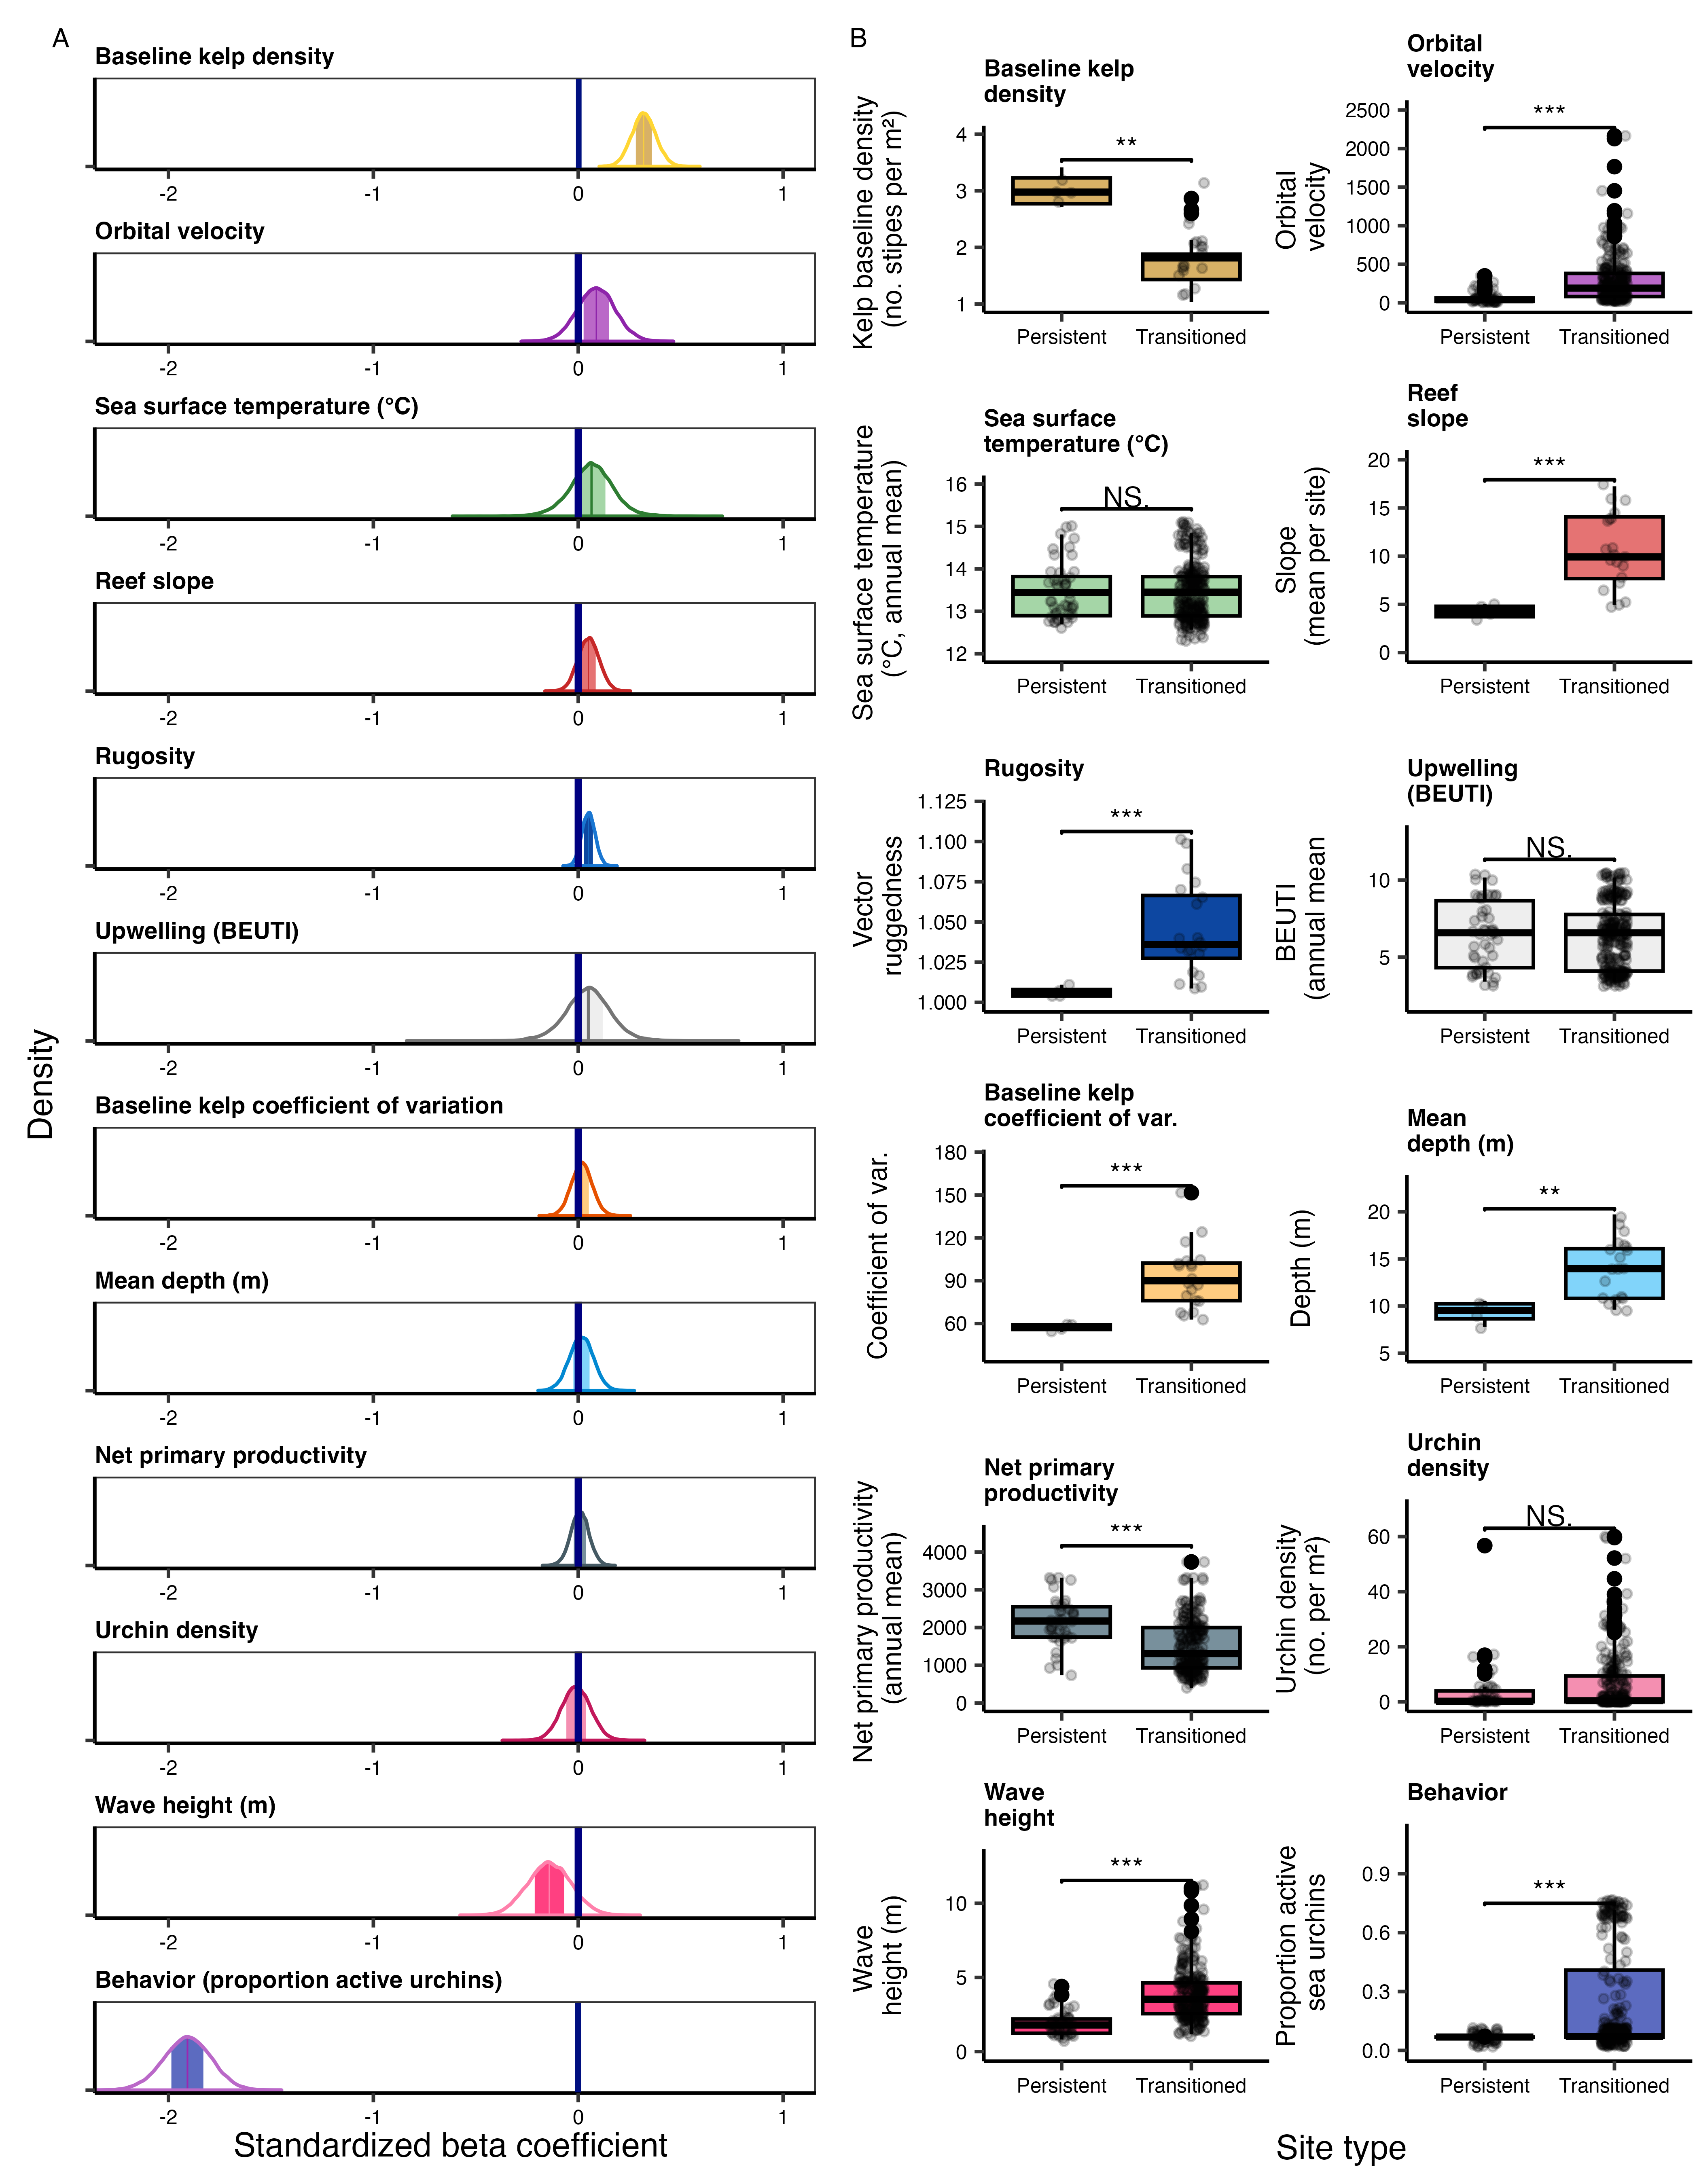 A
Baseline kelp density
-2 -1 0 1
Orbital velocity
-2 -1 0 1
Sea surface temperature (°C)
-2 -1 0 1
Reef slope
-2 -1 0 1
Rugosity
-2 -1 0 1
Upwelling (BEUTI)
-2 -1 0 1
Baseline kelp coefficient of variation
-2 -1 0 1
Mean depth (m)
-2 -1 0 1
Net primary productivity
-2 -1 0 1
Urchin density
-2 -1 0 1
Wave height (m)
-2 -1 0 1
Behavior (proportion active urchins)
-2 -1 0 1
Density
Standardized beta coefficient
B
Baseline kelp
density
Kelp baseline density
(no. stipes per m²)
4
3
2
1
**
Persistent Transitioned
Orbital
velocity
Orbital
velocity
2500
2000
1500
1000
500
0
***
Persistent Transitioned
Sea surface
temperature (°C)
Sea surface temperature
(°C, annual mean)
16
15
14
13
12
NS.
Persistent Transitioned
Reef
slope
Slope
(mean per site)
20
15
10
5
0
***
Persistent Transitioned
Rugosity
Vector
ruggedness
1.125
1.100
1.075
1.050
1.025
1.000
***
Persistent Transitioned
Upwelling
(BEUTI)
BEUTI
(annual mean
10
5
NS.
Persistent Transitioned
Baseline kelp
coefficient of var.
Coefficient of var.
180
150
120
90
60
***
Persistent Transitioned
Mean
depth (m)
Depth (m)
20
15
10
5
**
Persistent Transitioned
Net primary
productivity
Net primary productivity
(annual mean)
4000
3000
2000
1000
0
***
Persistent Transitioned
Urchin
density
Urchin density
(no. per m²)
60
40
20
0
NS.
Persistent Transitioned
Wave
height
Wave
height (m)
10
5
0
***
Persistent Transitioned
Behavior
Proportion active
sea urchins
0.9
0.6
0.3
0.0
***
Persistent Transitioned
Site type